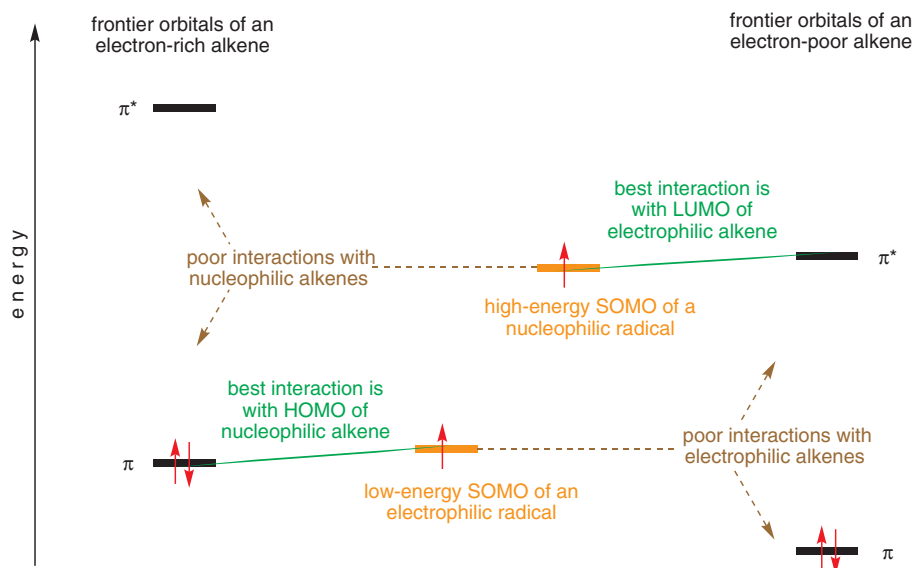 frontier orbitals of an
electron-rich alkene
frontier orbitals of an
electron-poor alkene
energy
π*
best interaction is
with LUMO of
electrophilic alkene
poor interactions with
nucleophilic alkenes
π*
high-energy SOMO of a
nucleophilic radical
best interaction is
with HOMO of
nucleophilic alkene
poor interactions with
electrophilic alkenes
π
low-energy SOMO of an
electrophilic radical
π